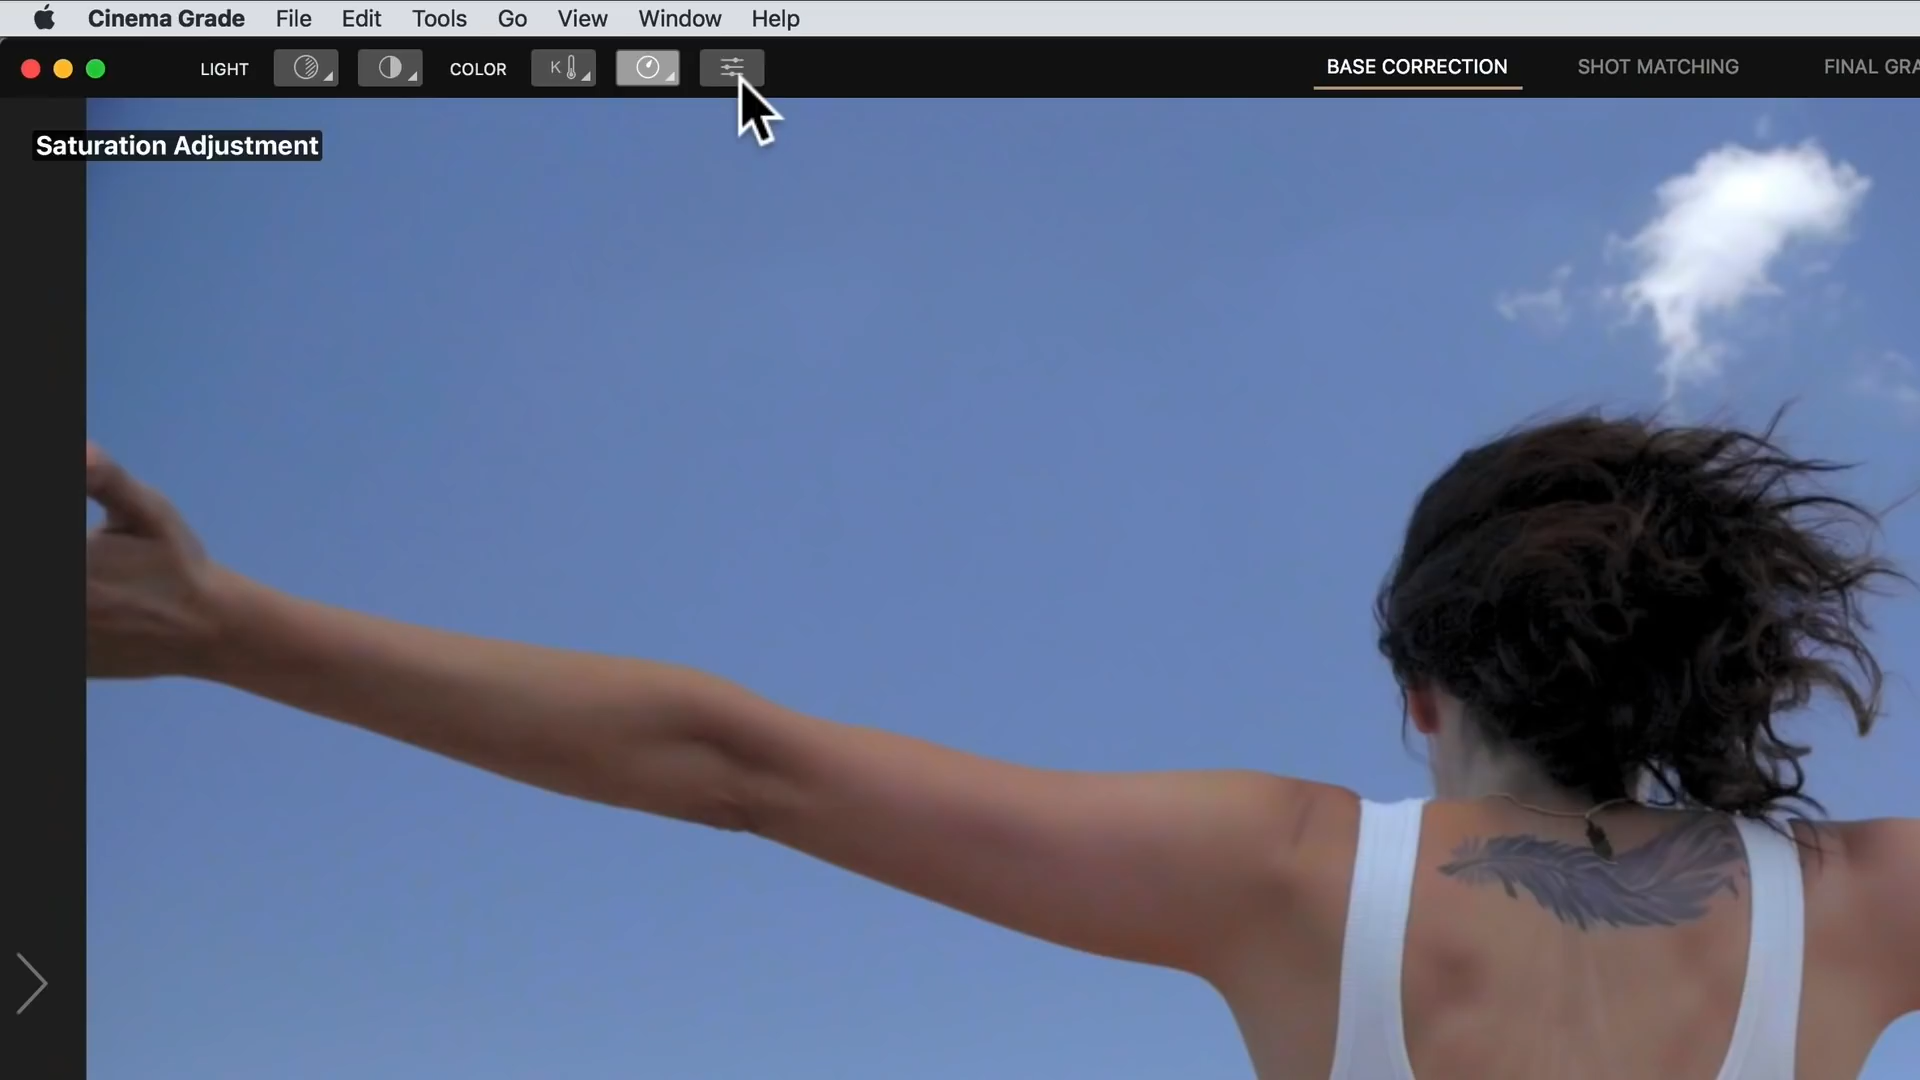 Cinema Grade File Edit Tools Go View Window Help
LIGHT COLOR K BASE CORRECTION SHOT MATCHING FINAL GRA
Saturation Adjustment